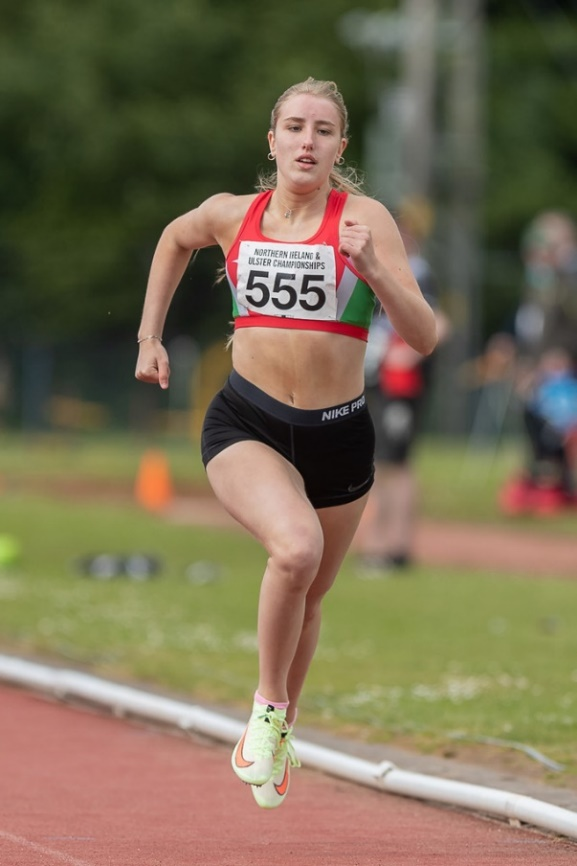 NORTHERN IRELAND &
ULSTER CHAMPIONSHIPS
555
NIKE PRO